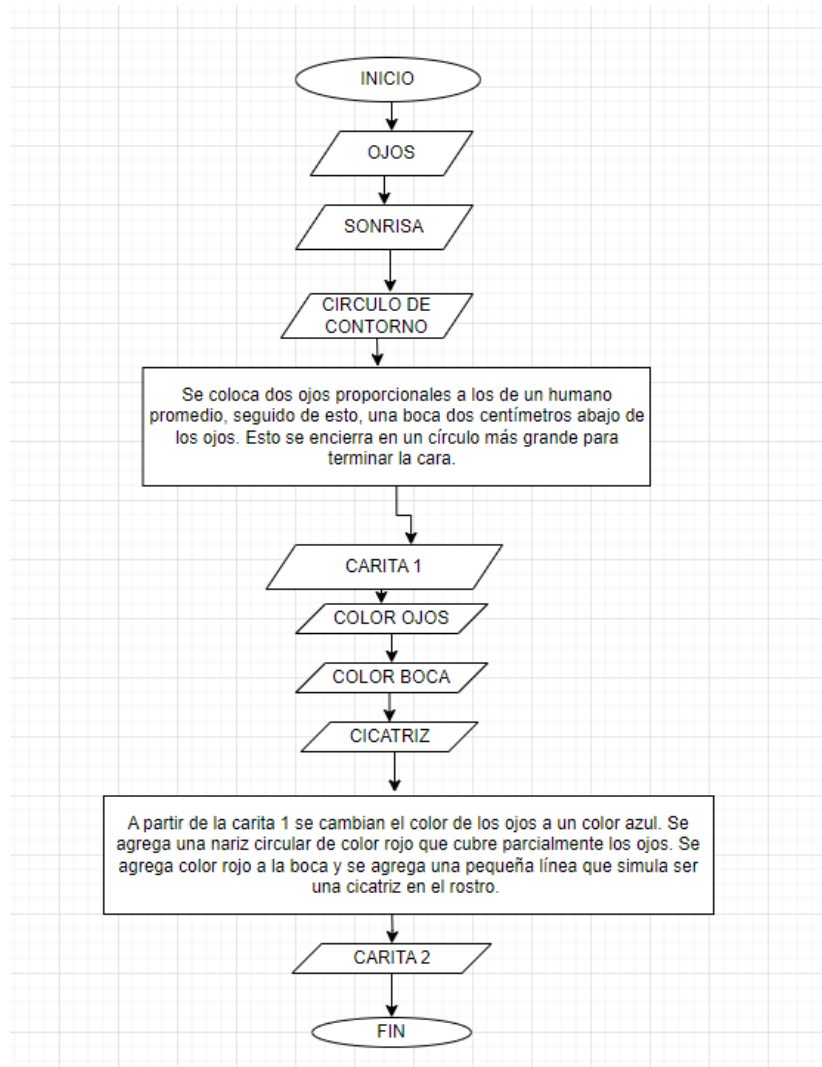 INICIO
OJOS
SONRISA
CIRCULO DE
CONTORNO
Se coloca dos ojos proporcionales a los de un humano
promedio, seguido de esto, una boca dos centímetros abajo de
los ojos. Esto se encierra en un círculo más grande para
terminar la cara.
CARITA 1
COLOR OJOS
COLOR BOCA
CICATRIZ
A partir de la carita 1 se cambian el color de los ojos a un color azul. Se
agrega una nariz circular de color rojo que cubre parcialmente los ojos. Se
agrega color rojo a la boca y se agrega una pequeña línea que simula ser
una cicatriz en el rostro.
CARITA 2
FIN